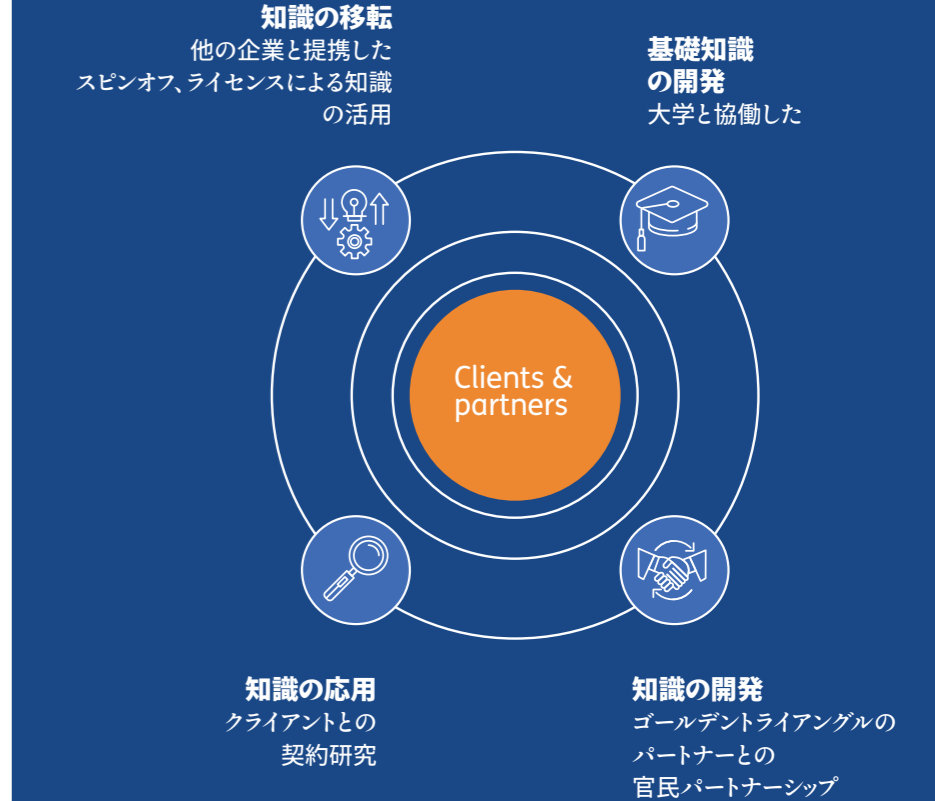 知識の移転
他の企業と提携した
スピンオフ、ライセンスによる知識
の活用
基礎知識
の開発
大学と協働した
Clients &
partners
知識の応用
クライアントとの
契約研究
知識の開発
ゴールデントライアングルの
パートナーとの
官民パートナーシップ